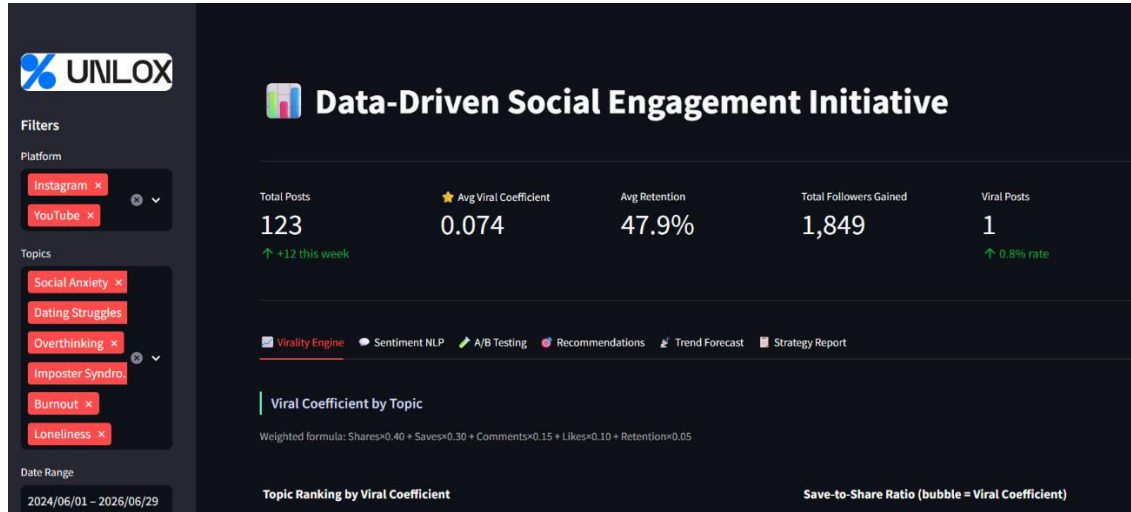 UNLOX
Filters
Platform
Instagram ×
YouTube ×
Topics
Social Anxiety ×
Dating Struggles
Overthinking ×
Imposter Syndro.
Burnout ×
Loneliness ×
Date Range
2024/06/01 – 2026/06/29
Data-Driven Social Engagement Initiative
Total Posts
123
↑ +12 this week
Avg Viral Coefficient
0.074
Avg Retention
47.9%
Total Followers Gained
1,849
Viral Posts
1
↑ 0.8% rate
Virality Engine Sentiment NLP A/B Testing Recommendations Trend Forecast Strategy Report
Viral Coefficient by Topic
Weighted formula: Shares×0.40 + Saves×0.30 + Comments×0.15 + Likes×0.10 + Retention×0.05
Topic Ranking by Viral Coefficient
Save-to-Share Ratio (bubble = Viral Coefficient)